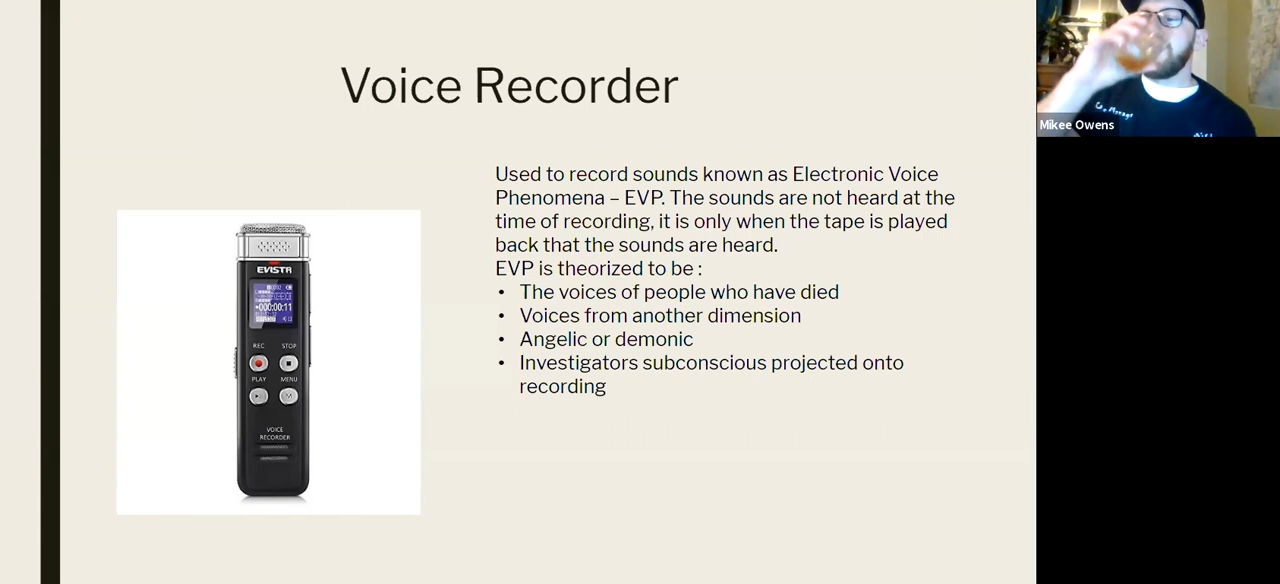 Voice Recorder
Used to record sounds known as Electronic Voice
Phenomena – EVP. The sounds are not heard at the
time of recording, it is only when the tape is played
back that the sounds are heard.
EVP is theorized to be :
• The voices of people who have died
• Voices from another dimension
• Angelic or demonic
• Investigators subconscious projected onto
recording
EVISTR
000:00:11
REC STOP
PLAY MENU
VOICE
RECORDER
Mikee Owens